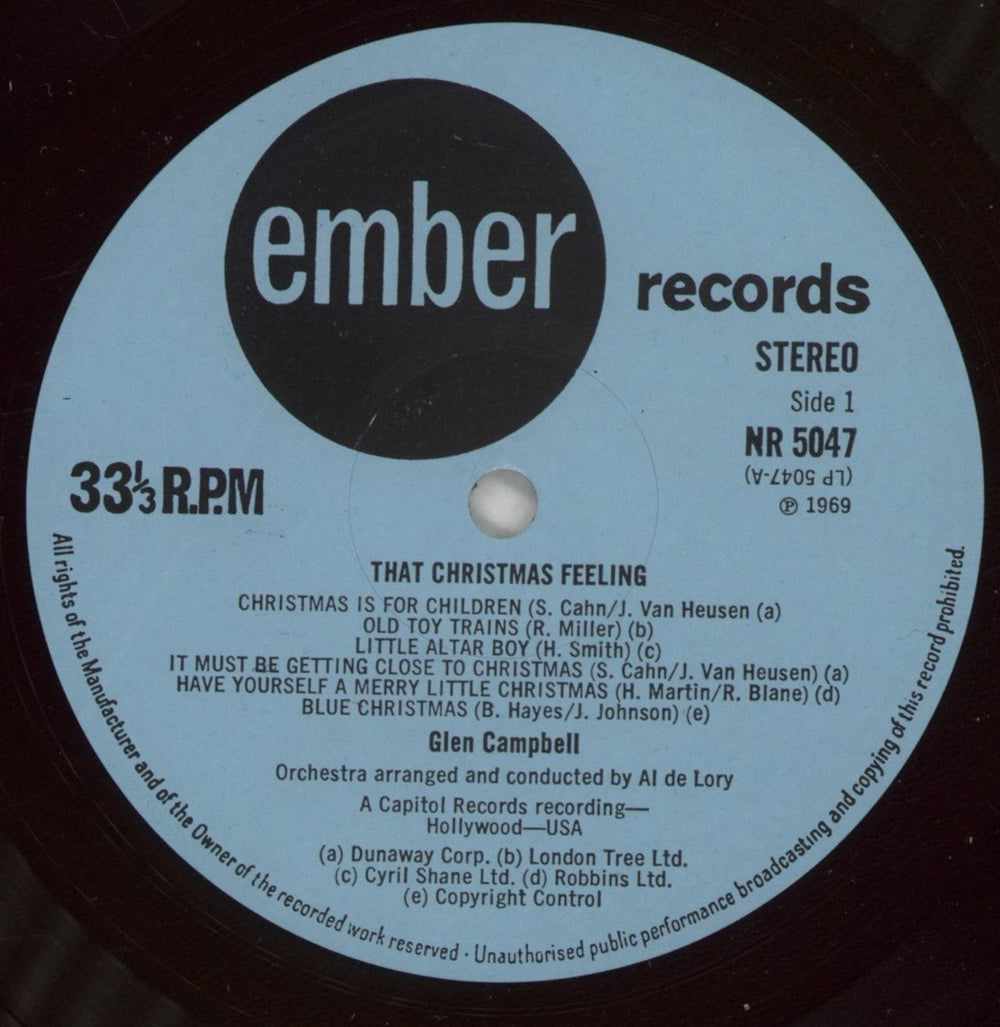 ember
records
STEREO
Side 1
NR 5047
(LP 5047-A)
℗ 1969
33⅓ R.P.M
THAT CHRISTMAS FEELING
CHRISTMAS IS FOR CHILDREN (S. Cahn/J. Van Heusen (a)
OLD TOY TRAINS (R. Miller) (b)
LITTLE ALTAR BOY (H. Smith) (c)
IT MUST BE GETTING CLOSE TO CHRISTMAS (S. Cahn/J. Van Heusen) (a)
HAVE YOURSELF A MERRY LITTLE CHRISTMAS (H. Martin/R. Blane) (d)
BLUE CHRISTMAS (B. Hayes/J. Johnson) (e)
Glen Campbell
Orchestra arranged and conducted by Al de Lory
A Capitol Records recording—
Hollywood—USA
(a) Dunaway Corp. (b) London Tree Ltd.
(c) Cyril Shane Ltd. (d) Robbins Ltd.
(e) Copyright Control
All rights of the Manufacturer and of the Owner of the recorded work reserved · Unauthorised public performance broadcasting and copying of this record prohibited.